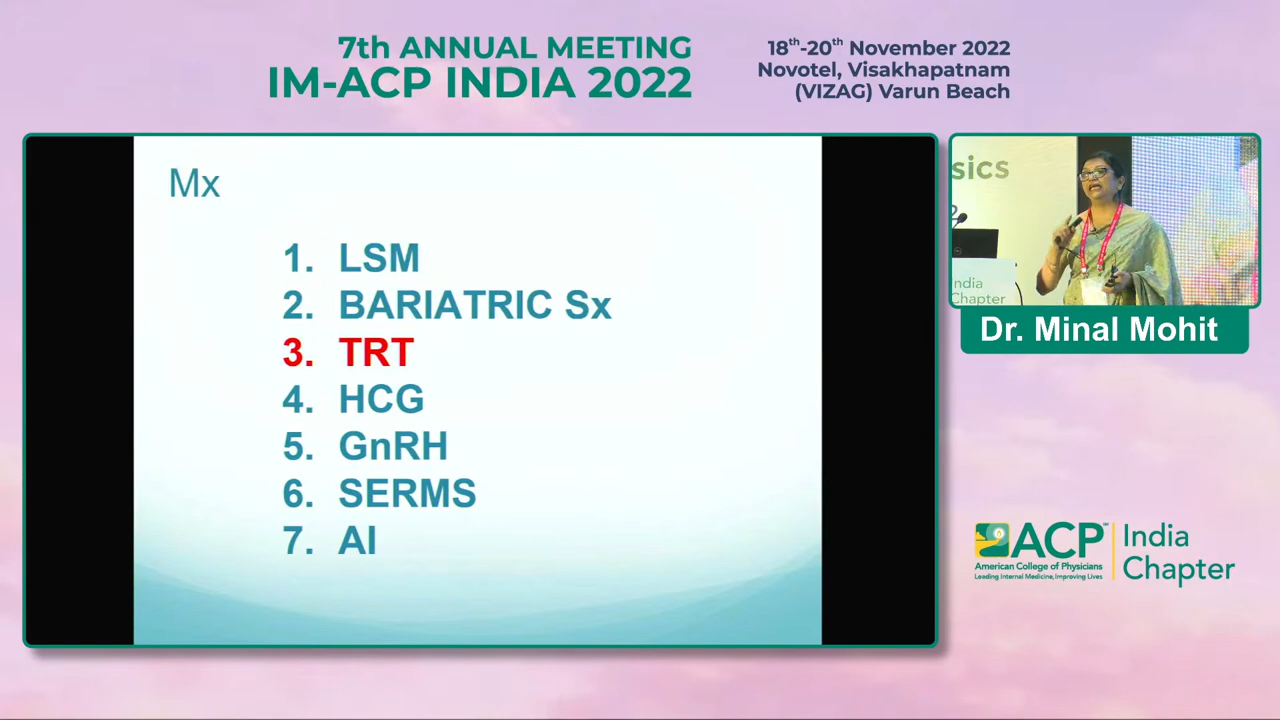 7th ANNUAL MEETING
IM-ACP INDIA 2022
18th-20th November 2022
Novotel, Visakhapatnam
(VIZAG) Varun Beach
Mx
1. LSM
2. BARIATRIC Sx
3. TRT
4. HCG
5. GnRH
6. SERMS
7. AI
sics
India
Chapter
Dr. Minal Mohit
ACP
American College of Physicians
Leading Internal Medicine, Improving Lives
India
Chapter